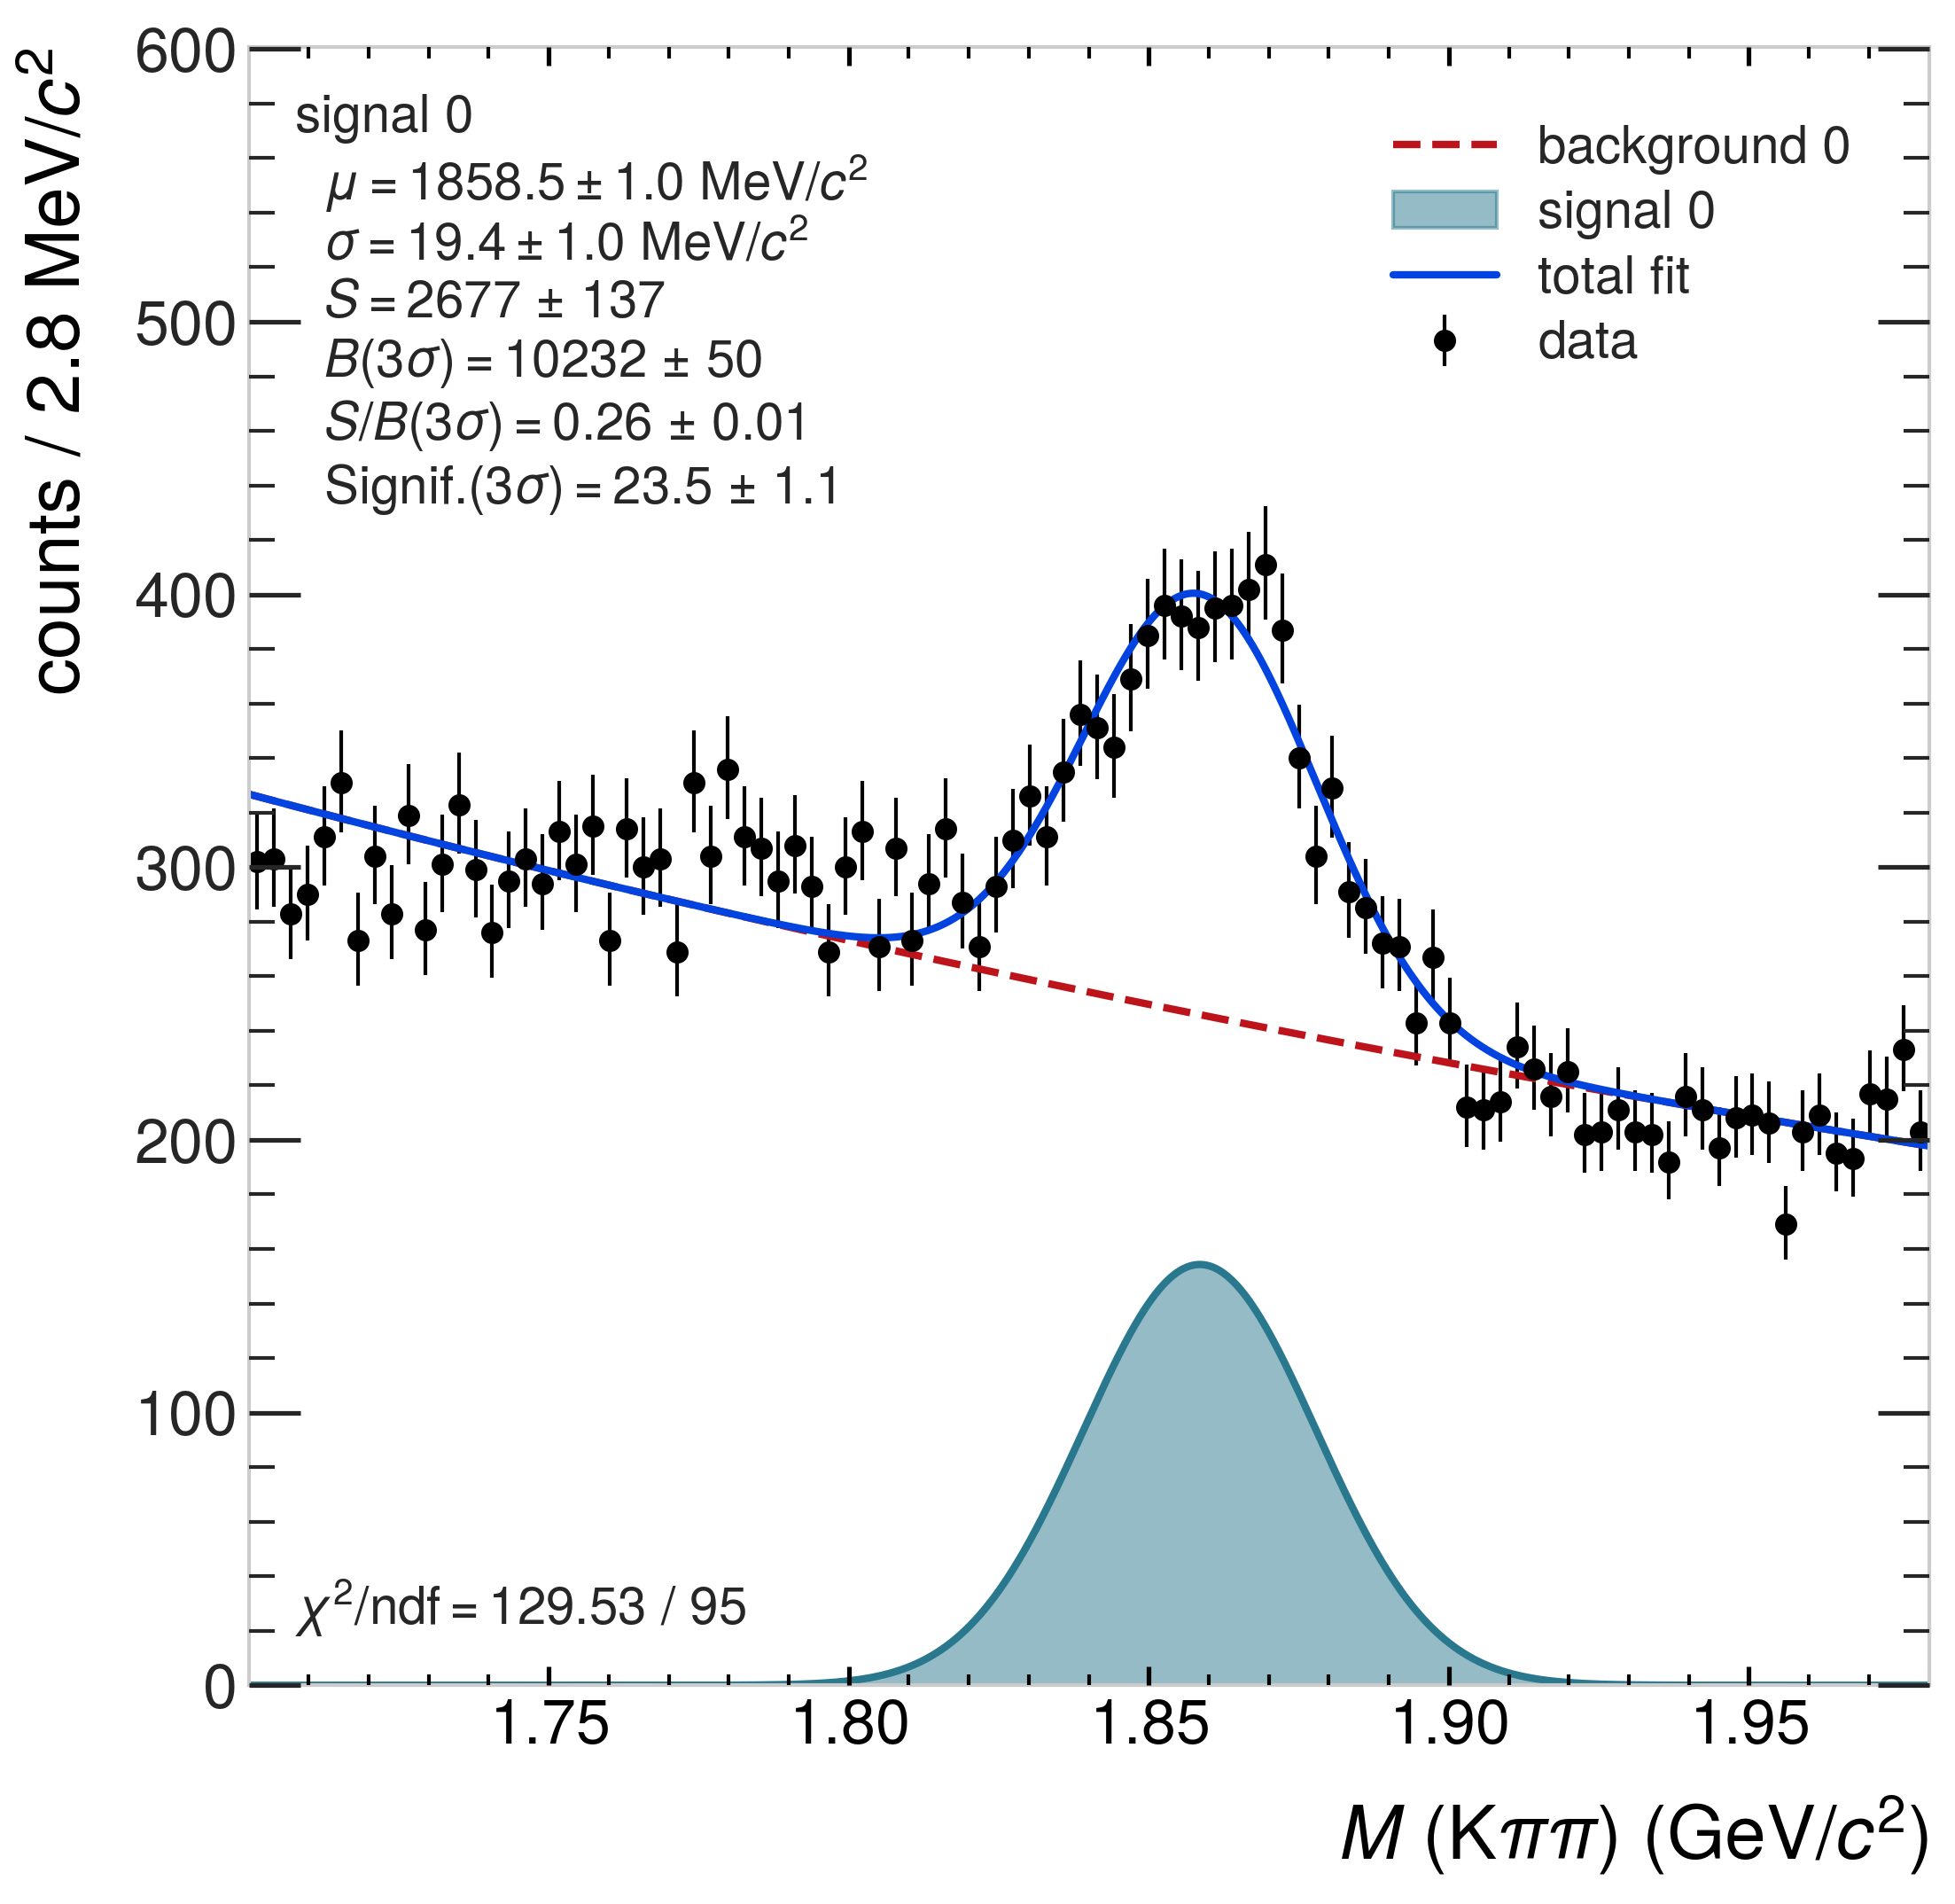 counts / 2.8 MeV/c²
600
500
400
300
200
100
0
signal 0
μ = 1858.5 ± 1.0 MeV/c²
σ = 19.4 ± 1.0 MeV/c²
S = 2677 ± 137
B(3σ) = 10232 ± 50
S/B(3σ) = 0.26 ± 0.01
Signif.(3σ) = 23.5 ± 1.1
background 0
signal 0
total fit
data
χ²/ndf = 129.53 / 95
1.75 1.80 1.85 1.90 1.95
M (Kππ) (GeV/c²)